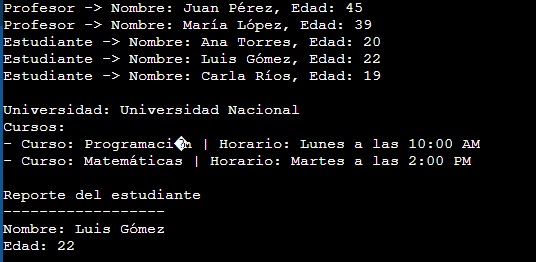 Profesor -> Nombre: Juan Pérez, Edad: 45
Profesor -> Nombre: María López, Edad: 39
Estudiante -> Nombre: Ana Torres, Edad: 20
Estudiante -> Nombre: Luis Gómez, Edad: 22
Estudiante -> Nombre: Carla Ríos, Edad: 19
Universidad: Universidad Nacional
Cursos:
- Curso: Programaci�n | Horario: Lunes a las 10:00 AM
- Curso: Matemáticas | Horario: Martes a las 2:00 PM
Reporte del estudiante
------------------
Nombre: Luis Gómez
Edad: 22